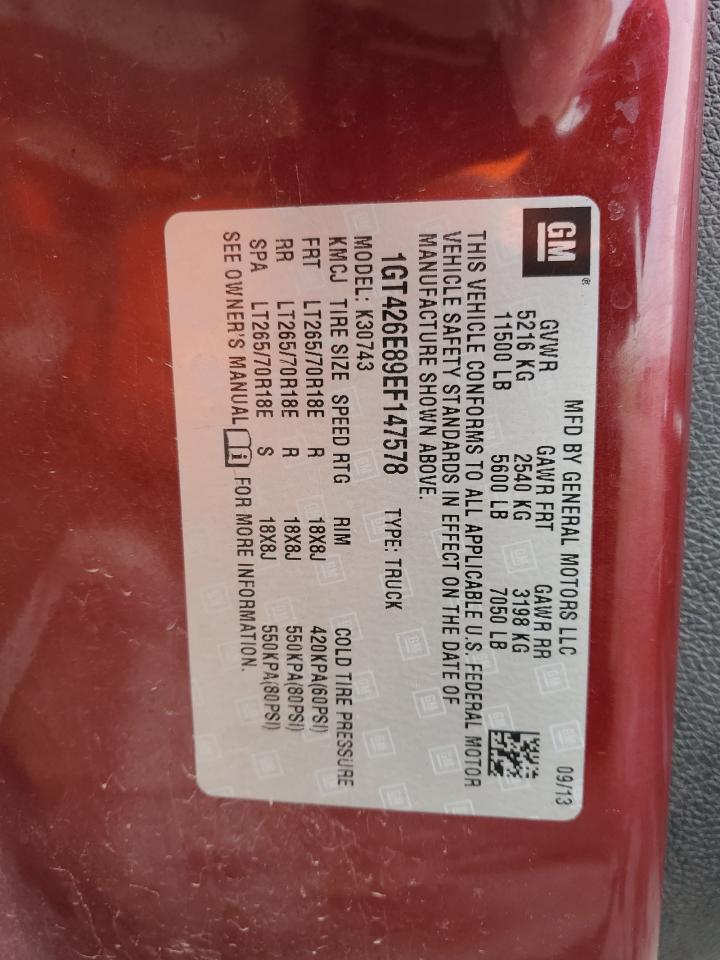 GM®
MFD BY GENERAL MOTORS LLC 09/13
GVWR GAWR FRT GAWR RR
5216 KG 2540 KG 3198 KG
11500 LB 5600 LB 7050 LB
THIS VEHICLE CONFORMS TO ALL APPLICABLE U.S. FEDERAL MOTOR
VEHICLE SAFETY STANDARDS IN EFFECT ON THE DATE OF
MANUFACTURE SHOWN ABOVE.
1GT426E89EF147578 TYPE: TRUCK
MODEL: K30743
KMCJ TIRE SIZE SPEED RTG RIM COLD TIRE PRESSURE
FRT LT265/70R18E R 18X8J 420KPA(60PSI)
RR LT265/70R18E R 18X8J 550KPA(80PSI)
SPA LT265/70R18E S 18X8J 550KPA(80PSI)
SEE OWNER'S MANUAL i FOR MORE INFORMATION.